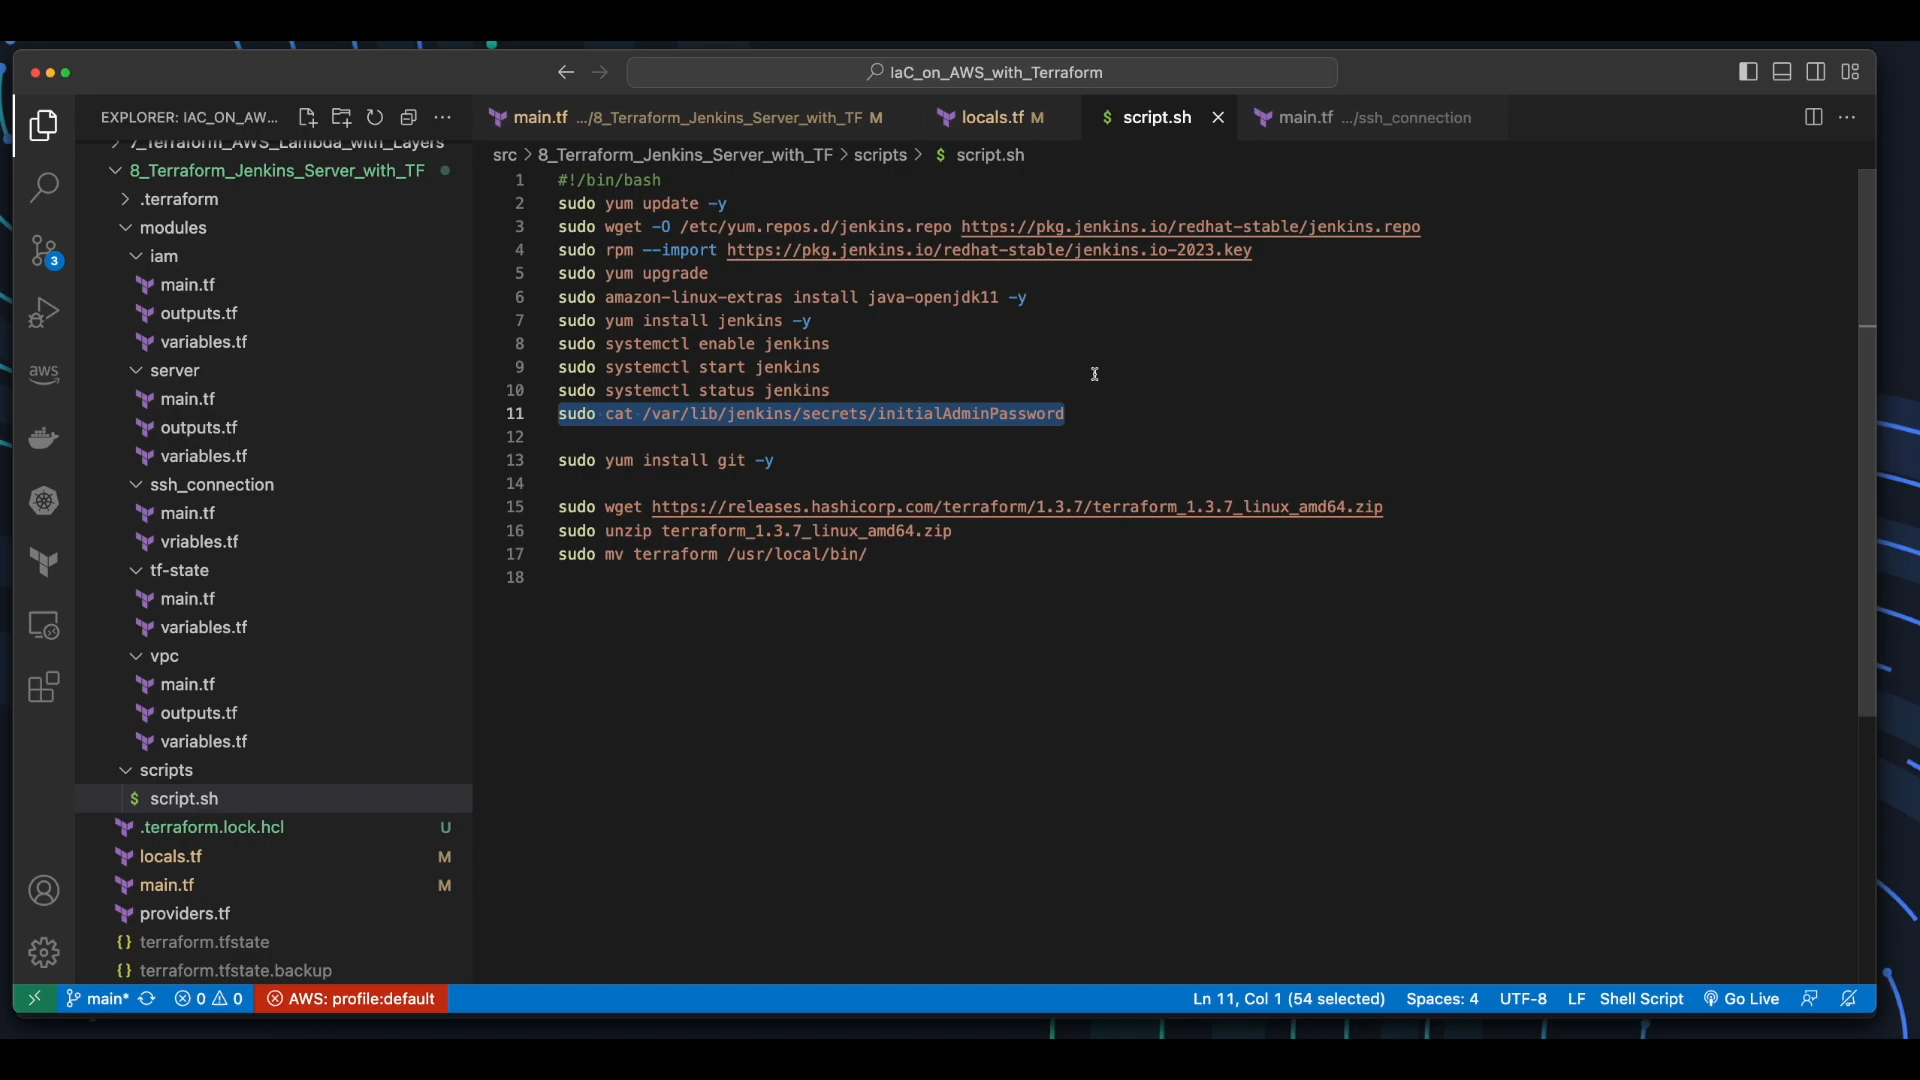 IaC_on_AWS_with_Terraform
EXPLORER: IAC_ON_AW...
main.tf .../8_Terraform_Jenkins_Server_with_TF M
locals.tf M
$ script.sh
main.tf .../ssh_connection
src > 8_Terraform_Jenkins_Server_with_TF > scripts > $ script.sh
7_Terraform_AWS_Lambda_with_Layers
8_Terraform_Jenkins_Server_with_TF
.terraform
modules
iam
main.tf
outputs.tf
variables.tf
server
main.tf
outputs.tf
variables.tf
ssh_connection
main.tf
vriables.tf
tf-state
main.tf
variables.tf
vpc
main.tf
outputs.tf
variables.tf
scripts
$ script.sh
.terraform.lock.hcl U
locals.tf M
main.tf M
providers.tf
{} terraform.tfstate
{} terraform.tfstate.backup
aws
3
1 #!/bin/bash
2 sudo yum update -y
3 sudo wget -O /etc/yum.repos.d/jenkins.repo https://pkg.jenkins.io/redhat-stable/jenkins.repo
4 sudo rpm --import https://pkg.jenkins.io/redhat-stable/jenkins.io-2023.key
5 sudo yum upgrade
6 sudo amazon-linux-extras install java-openjdk11 -y
7 sudo yum install jenkins -y
8 sudo systemctl enable jenkins
9 sudo systemctl start jenkins
10 sudo systemctl status jenkins
11 sudo cat /var/lib/jenkins/secrets/initialAdminPassword
12
13 sudo yum install git -y
14
15 sudo wget https://releases.hashicorp.com/terraform/1.3.7/terraform_1.3.7_linux_amd64.zip
16 sudo unzip terraform_1.3.7_linux_amd64.zip
17 sudo mv terraform /usr/local/bin/
18
main* 0 0 AWS: profile:default Ln 11, Col 1 (54 selected) Spaces: 4 UTF-8 LF Shell Script Go Live